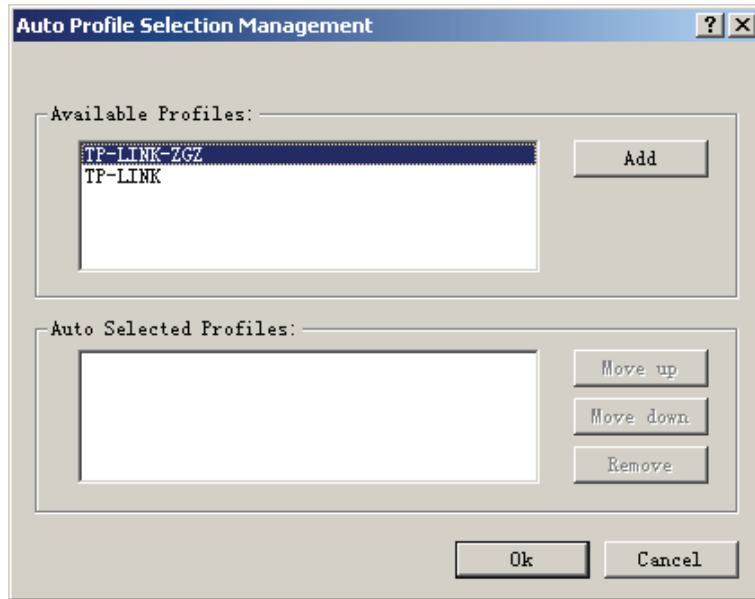 Auto Profile Selection Management
Available Profiles:
TP-LINK-ZGZ
TP-LINK
Add
Auto Selected Profiles:
Move up
Move down
Remove
Ok
Cancel